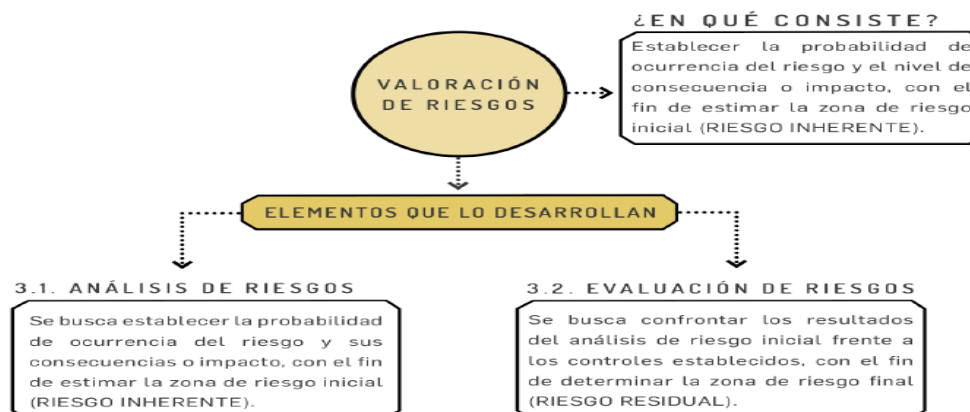 ¿EN QUÉ CONSISTE?
VALORACIÓN
DE RIESGOS
Establecer la probabilidad de
ocurrencia del riesgo y el nivel de
consecuencia o impacto, con el
fin de estimar la zona de riesgo
inicial (RIESGO INHERENTE).
ELEMENTOS QUE LO DESARROLLAN
3.1. ANÁLISIS DE RIESGOS
Se busca establecer la probabilidad
de ocurrencia del riesgo y sus
consecuencias o impacto, con el fin
de estimar la zona de riesgo inicial
(RIESGO INHERENTE).
3.2. EVALUACIÓN DE RIESGOS
Se busca confrontar los resultados
del análisis de riesgo inicial frente a
a los controles establecidos, con el fin
de determinar la zona de riesgo final
(RIESGO RESIDUAL).